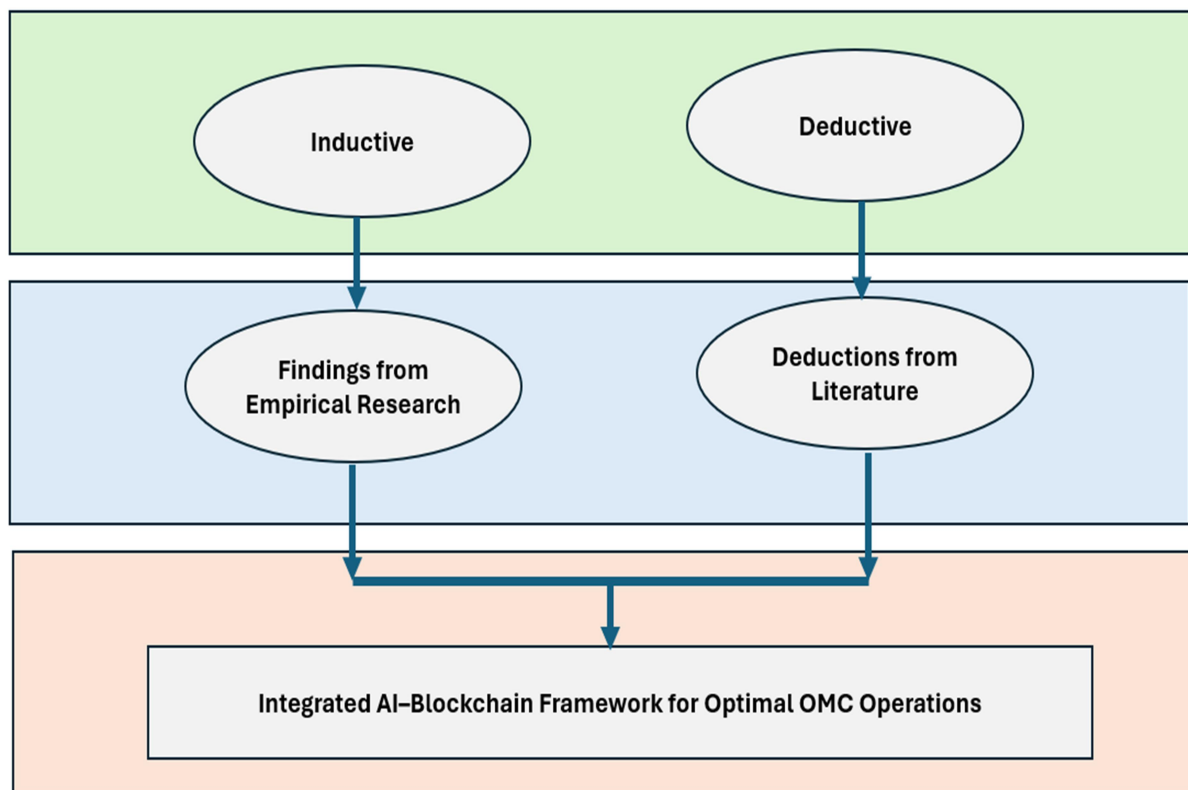 Inductive
Deductive
Findings from
Empirical Research
Deductions from
Literature
Integrated AI–Blockchain Framework for Optimal OMC Operations